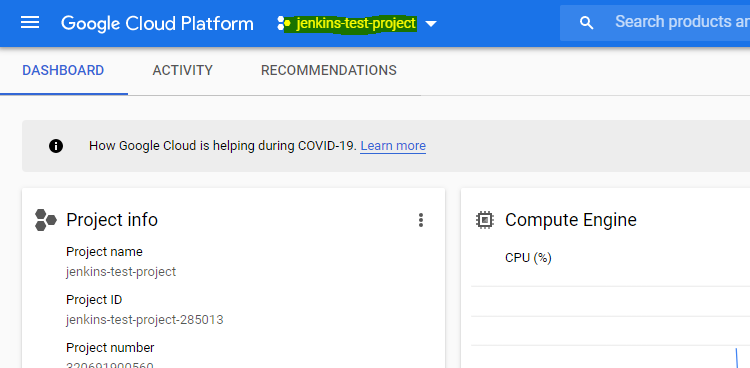 Google Cloud Platform jenkins-test-project Search products
DASHBOARD ACTIVITY RECOMMENDATIONS
How Google Cloud is helping during COVID-19. Learn more
Project info
Project name
jenkins-test-project
Project ID
jenkins-test-project-285013
Project number
320691900560
Compute Engine
CPU (%)